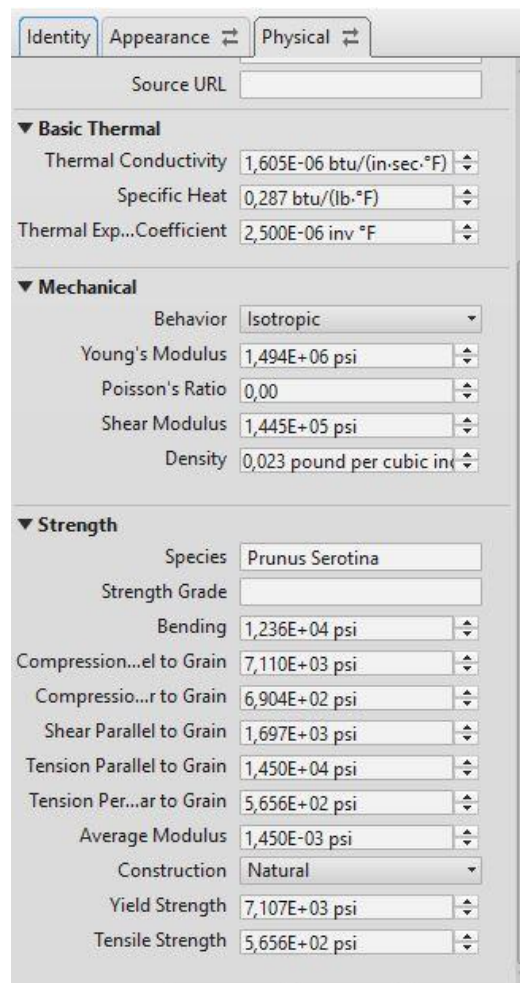 Identity Appearance Physical
Source URL
Basic Thermal
Thermal Conductivity 1,605E-06 btu/(in·sec·°F)
Specific Heat 0,287 btu/(lb·°F)
Thermal Exp...Coefficient 2,500E-06 inv °F
Mechanical
Behavior Isotropic
Young's Modulus 1,494E+06 psi
Poisson's Ratio 0,00
Shear Modulus 1,445E+05 psi
Density 0,023 pound per cubic inc
Strength
Species Prunus Serotina
Strength Grade
Bending 1,236E+04 psi
Compression...el to Grain 7,110E+03 psi
Compressio...r to Grain 6,904E+02 psi
Shear Parallel to Grain 1,697E+03 psi
Tension Parallel to Grain 1,450E+04 psi
Tension Per...ar to Grain 5,656E+02 psi
Average Modulus 1,450E-03 psi
Construction Natural
Yield Strength 7,107E+03 psi
Tensile Strength 5,656E+02 psi